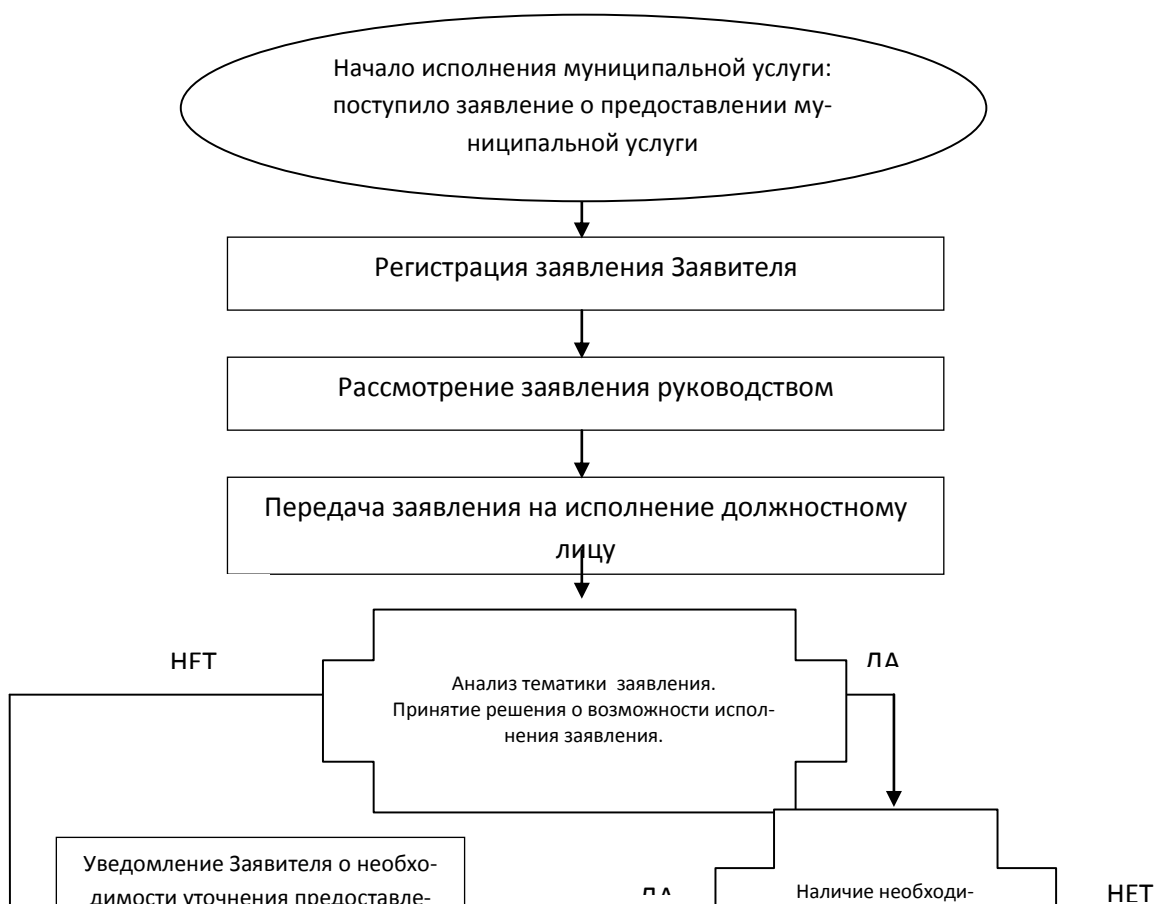 Начало исполнения муниципальной услуги:
поступило заявление о предоставлении му-
ниципальной услуги
Регистрация заявления Заявителя
Рассмотрение заявления руководством
Передача заявления на исполнение должностному
лицу
НЕТ
ДА
Анализ тематики заявления.
Принятие решения о возможности испол-
нения заявления.
Уведомление Заявителя о необхо-
димости уточнения предоставле-
ДА
Наличие необходи-
НЕТ